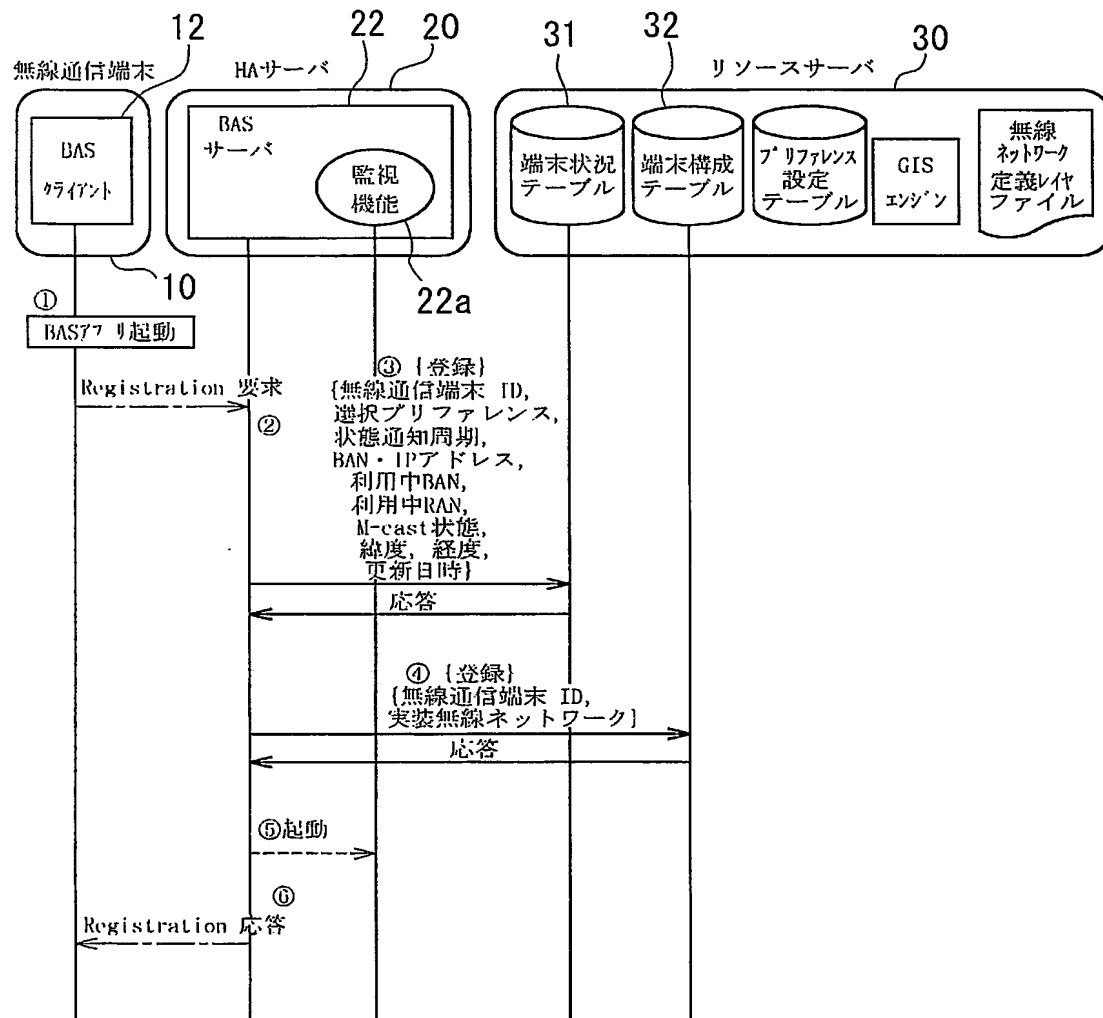 12
22
20
31
32
30
無線通信端末
HAサーバ
リソースサーバ
BAS
クライアント
BAS
サーバ
監視
機能
端末状況
テーブル
端末構成
テーブル
プリファレンス
設定
テーブル
GIS
エンジン
無線
ネットワーク
定義レイヤ
ファイル
10
22a
①
BASアプリ起動
Registration 要求
②
③ {登録}
{無線通信端末 ID,
選択プリファレンス,
状態通知周期,
BAN・IPアドレス,
利用中BAN,
利用中RAN,
M-cast状態,
緯度, 経度,
更新日時}
応答
④ {登録}
{無線通信端末 ID,
実装無線ネットワーク}
応答
⑤起動
⑥
Registration 応答